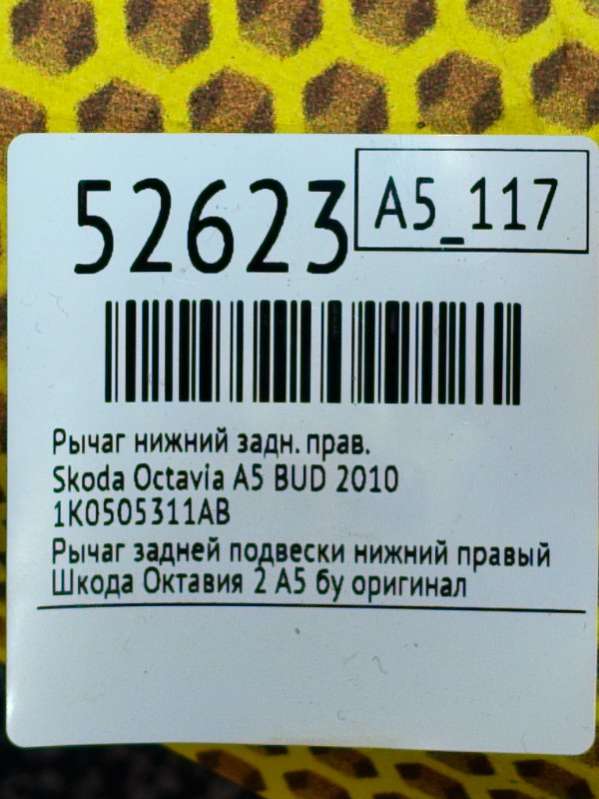 52623
A5_117
Рычаг нижний задн. прав.
Skoda Octavia A5 BUD 2010
1K0505311AB
Рычаг задней подвески нижний правый
Шкода Октавия 2 А5 бу оригинал